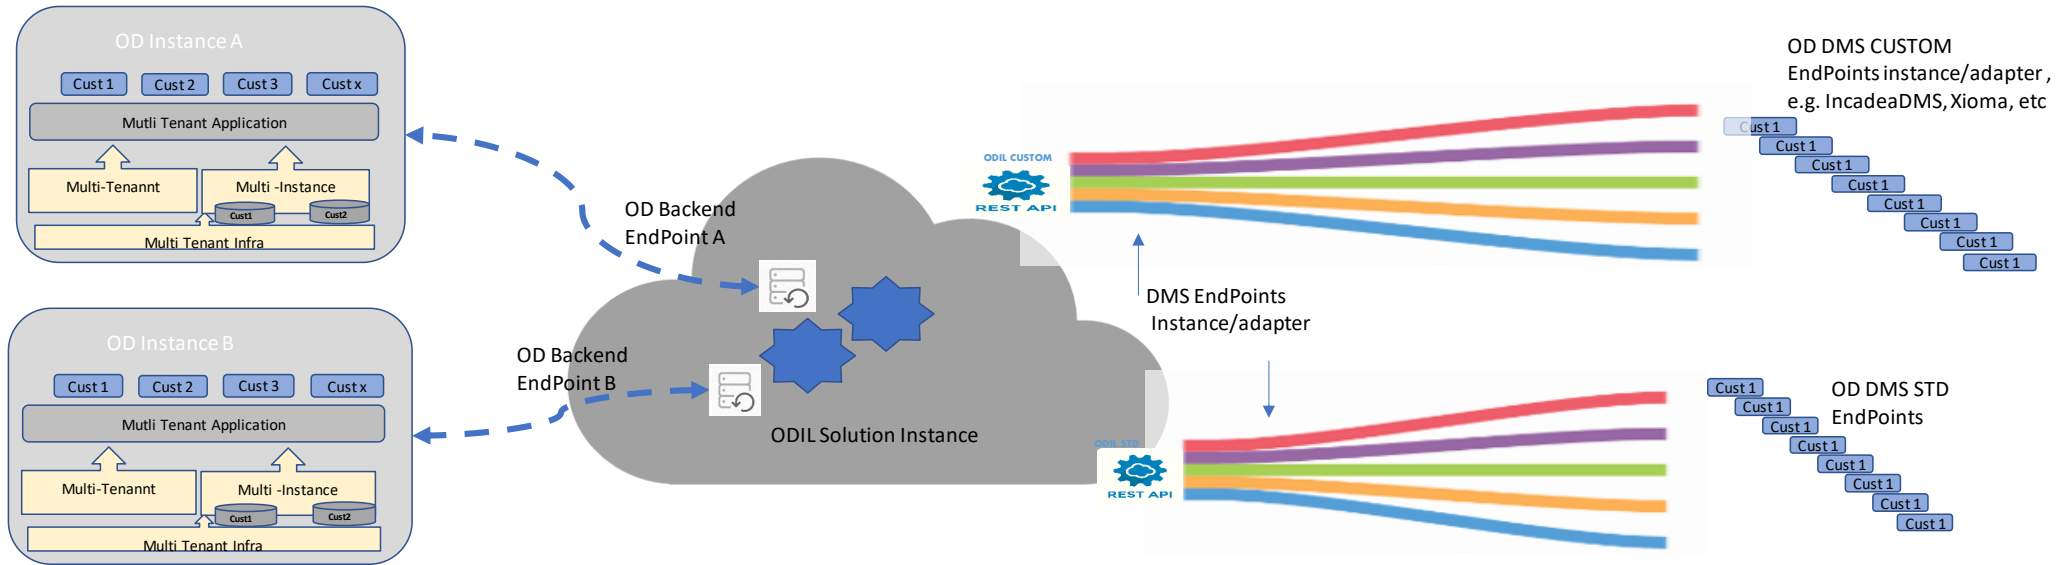 OD Instance A
Cust 1
Cust 2
Cust 3
Cust x
Mutli Tenant Application
Multi-Tenannt
Multi -Instance
Cust1
Cust2
Multi Tenant Infra
OD Instance B
Cust 1
Cust 2
Cust 3
Cust x
Mutli Tenant Application
Multi-Tenannt
Multi -Instance
Cust1
Cust2
Multi Tenant Infra
OD Backend
EndPoint A
OD Backend
EndPoint B
ODIL Solution Instance
ODIL CUSTOM
REST API
DMS EndPoints
Instance/adapter
ODIL STD
REST API
OD DMS CUSTOM
EndPoints instance/adapter ,
e.g. IncadeaDMS, Xioma, etc
Cust 1
Cust 1
Cust 1
Cust 1
Cust 1
Cust 1
Cust 1
Cust 1
OD DMS STD
EndPoints
Cust 1
Cust 1
Cust 1
Cust 1
Cust 1
Cust 1
Cust 1
Cust 1